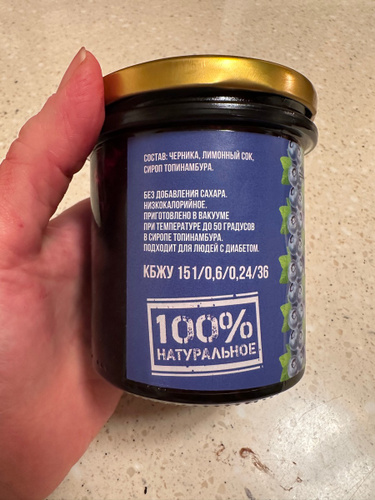 СОСТАВ: ЧЕРНИКА, ЛИМОННЫЙ СОК,
СИРОП ТОПИНАМБУРА.
БЕЗ ДОБАВЛЕНИЯ САХАРА.
НИЗКОКАЛОРИЙНОЕ.
ПРИГОТОВЛЕНО В ВАКУУМЕ
ПРИ ТЕМПЕРАТУРЕ ДО 50 ГРАДУСОВ
В СИРОПЕ ТОПИНАМБУРА.
ПОДХОДИТ ДЛЯ ЛЮДЕЙ С ДИАБЕТОМ.
КБЖУ 151/0,6/0,24/36
100%
НАТУРАЛЬНОЕ